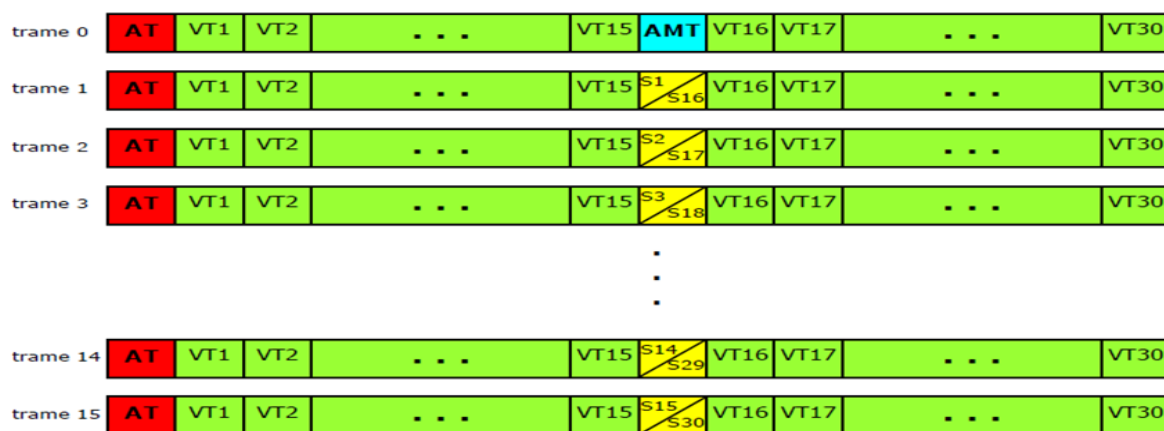 trame 0 AT VT1 VT2 . . . VT15 AMT VT16 VT17 . . . VT30
trame 1 AT VT1 VT2 . . . VT15 S1 S16 VT16 VT17 . . . VT30
trame 2 AT VT1 VT2 . . . VT15 S2 S17 VT16 VT17 . . . VT30
trame 3 AT VT1 VT2 . . . VT15 S3 S18 VT16 VT17 . . . VT30
.
.
.
trame 14 AT VT1 VT2 . . . VT15 S14 S29 VT16 VT17 . . . VT30
trame 15 AT VT1 VT2 . . . VT15 S15 S30 VT16 VT17 . . . VT30